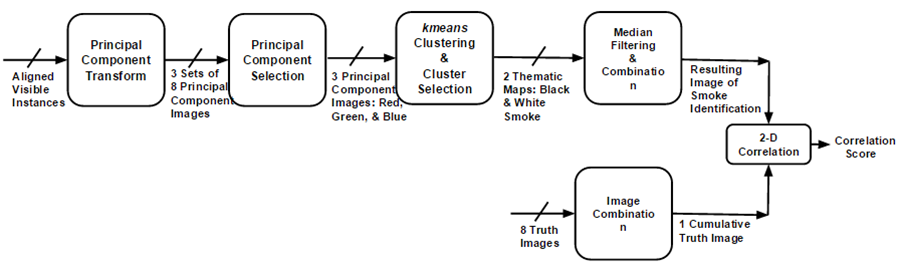 Principal
Component
Transform
Principal
Component
Selection
kmeans
Clustering
&
Cluster
Selection
Median
Filtering
&
Combinatio
n
Aligned
Visible
Instances
3 Sets of
8 Principal
Component
Images
3 Principal
Component
Images: Red,
Green, & Blue
2 Thematic
Maps: Black
& White
Smoke
Resulting
Image of
Smoke
Identification
2-D
Correlation
Correlation
Score
Image
Combinatio
n
8 Truth
Images
1 Cumulative
Truth Image